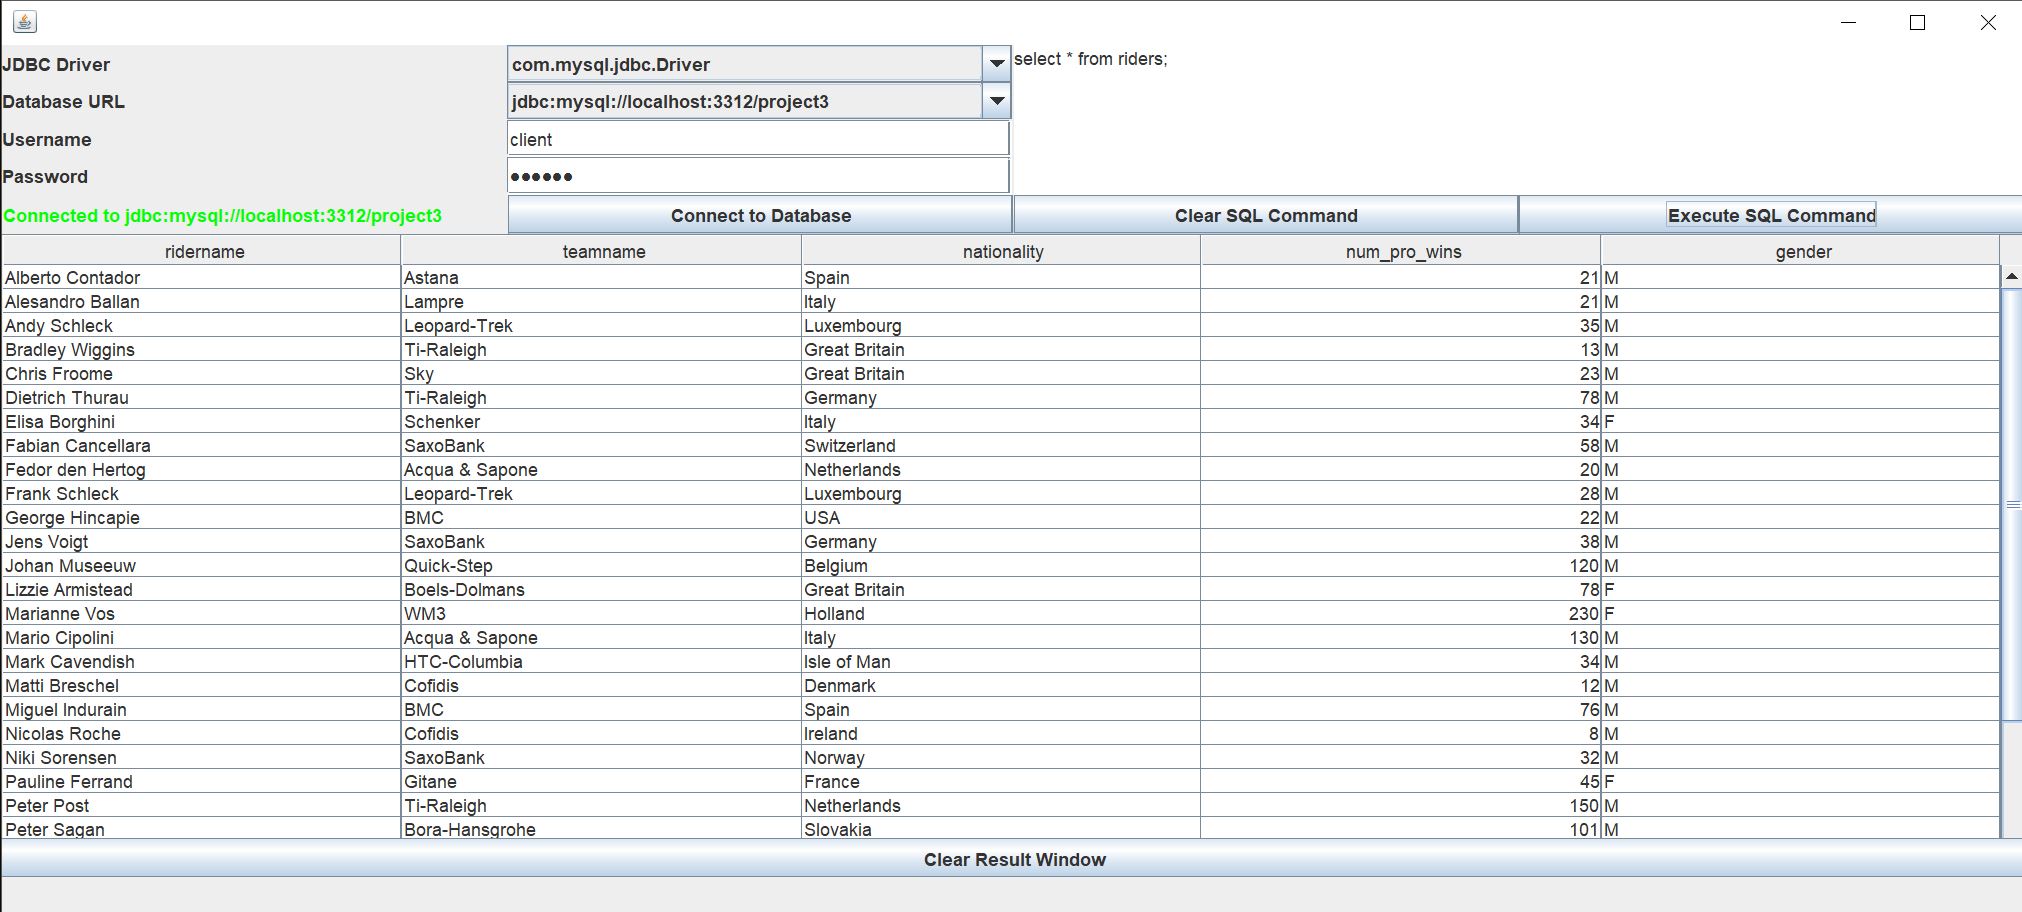 JDBC Driver com.mysql.jdbc.Driver select * from riders;
Database URL jdbc:mysql://localhost:3312/project3
Username client
Password ●●●●●●
Connected to jdbc:mysql://localhost:3312/project3 Connect to Database Clear SQL Command Execute SQL Command
ridername teamname nationality num_pro_wins gender
Alberto Contador Astana Spain 21 M
Alesandro Ballan Lampre Italy 21 M
Andy Schleck Leopard-Trek Luxembourg 35 M
Bradley Wiggins Ti-Raleigh Great Britain 13 M
Chris Froome Sky Great Britain 23 M
Dietrich Thurau Ti-Raleigh Germany 78 M
Elisa Borghini Schenker Italy 34 F
Fabian Cancellara SaxoBank Switzerland 58 M
Fedor den Hertog Acqua & Sapone Netherlands 20 M
Frank Schleck Leopard-Trek Luxembourg 28 M
George Hincapie BMC USA 22 M
Jens Voigt SaxoBank Germany 38 M
Johan Museeuw Quick-Step Belgium 120 M
Lizzie Armistead Boels-Dolmans Great Britain 78 F
Marianne Vos WM3 Holland 230 F
Mario Cipolini Acqua & Sapone Italy 130 M
Mark Cavendish HTC-Columbia Isle of Man 34 M
Matti Breschel Cofidis Denmark 12 M
Miguel Indurain BMC Spain 76 M
Nicolas Roche Cofidis Ireland 8 M
Niki Sorensen SaxoBank Norway 32 M
Pauline Ferrand Gitane France 45 F
Peter Post Ti-Raleigh Netherlands 150 M
Peter Sagan Bora-Hansgrohe Slovakia 101 M
Clear Result Window